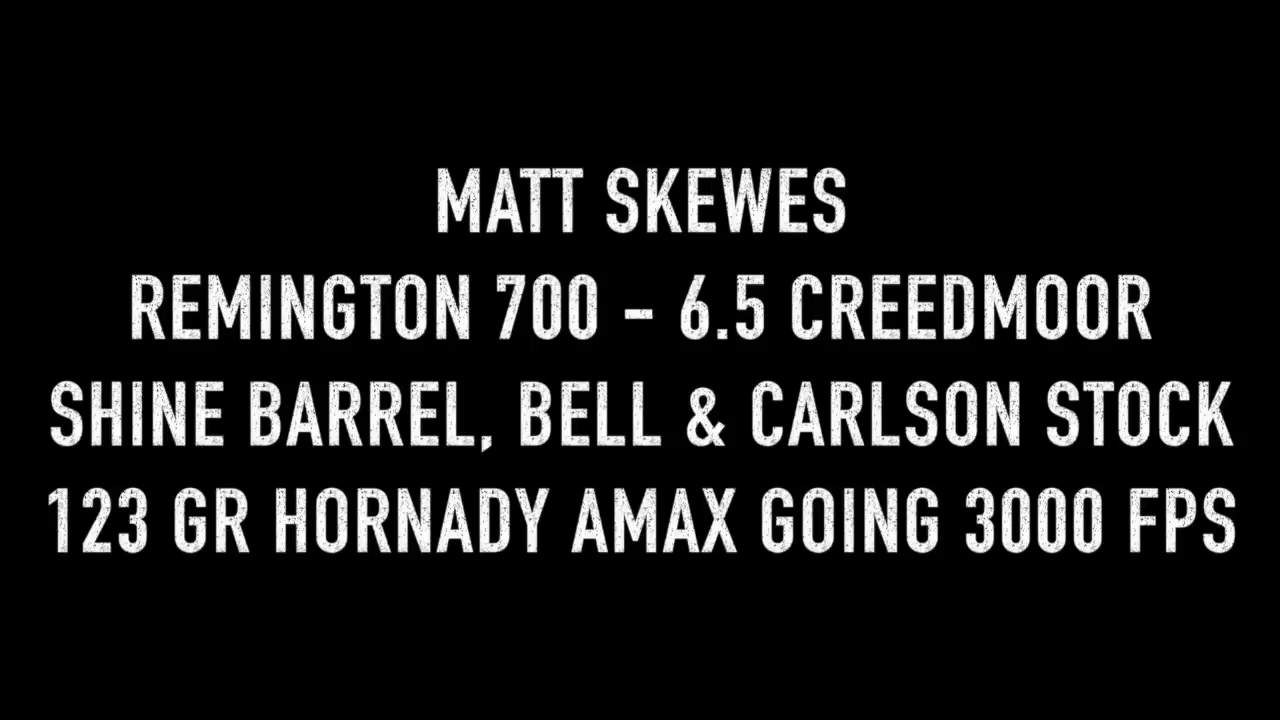 MATT SKEWES
REMINGTON 700 - 6.5 CREEDMOOR
SHINE BARREL, BELL & CARLSON STOCK
123 GR HORNADY AMAX GOING 3000 FPS